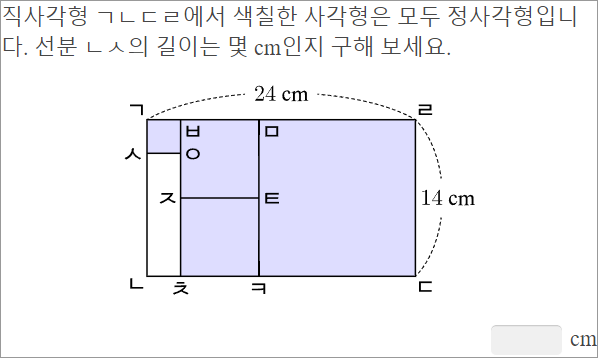 직사각형 ㄱㄴㄷㄹ에서 색칠한 사각형은 모두 정사각형입니
다. 선분 ㄴㅅ의 길이는 몇 cm인지 구해 보세요.
24 cm
ㄱ ㄹ
ㅂ ㅁ
ㅅ ㅇ
ㅈ ㅌ 14 cm
ㄴ ㅊ ㅋ ㄷ
cm